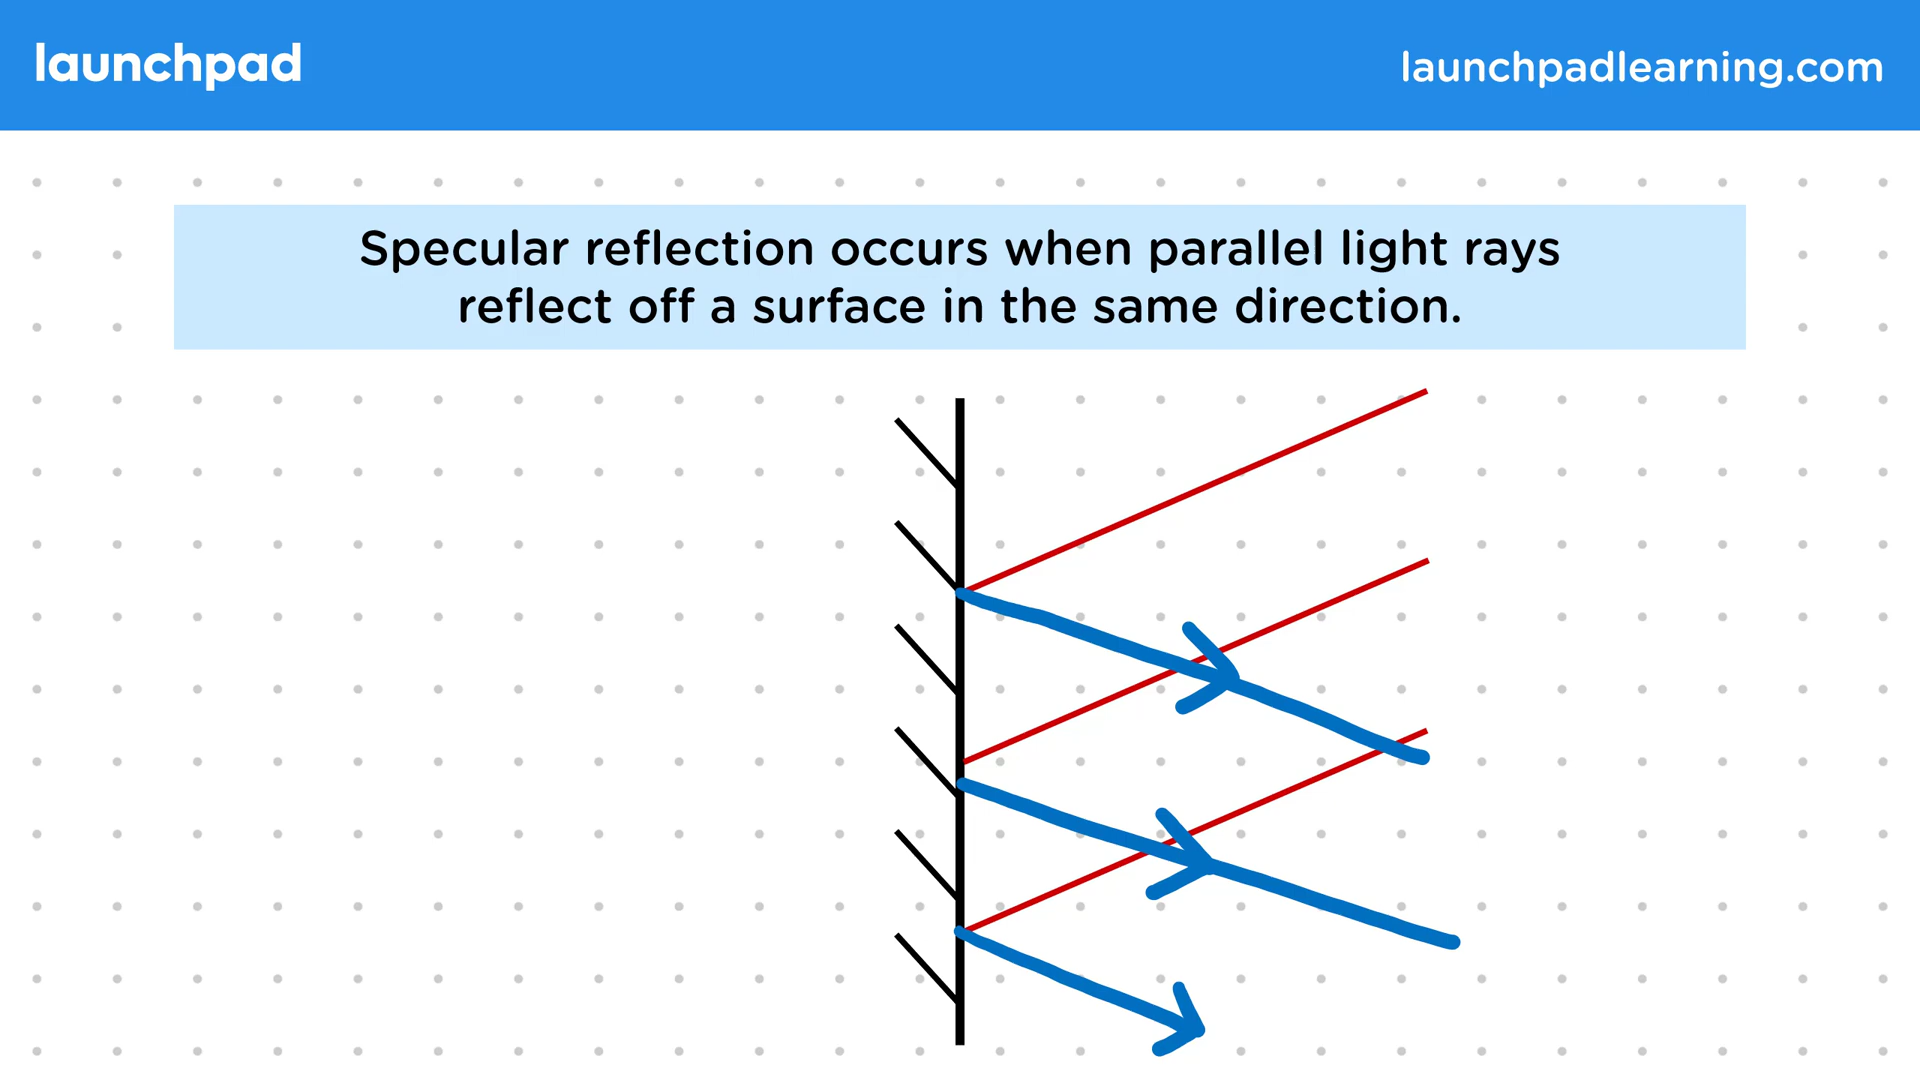 launchpad
launchpadlearning.com
Specular reflection occurs when parallel light rays
reflect off a surface in the same direction.